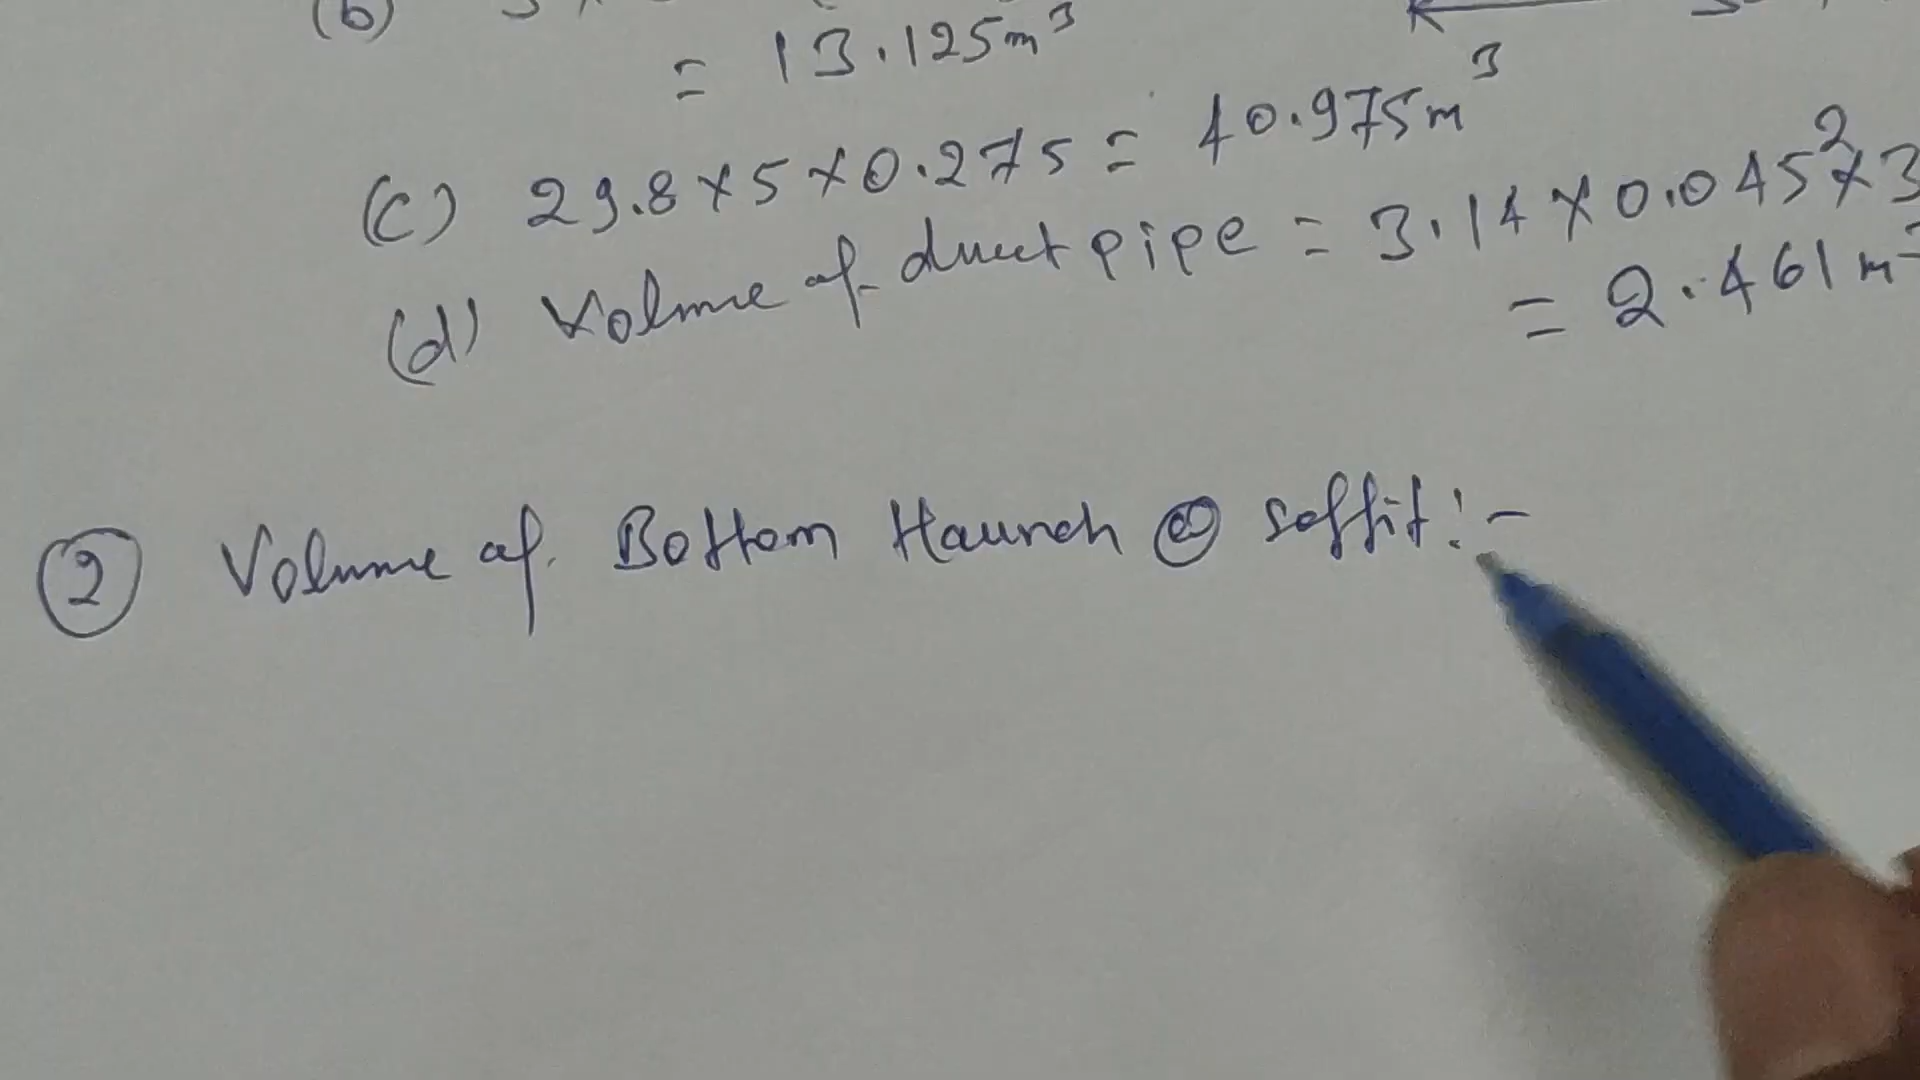 (b)
= 13.125m³
(c) 29.8×5×0.275 = 40.975m³
(d) Volume of duct pipe = 3.14×0.045²×3
= 2.461m³
② Volume of Bottom Haunch @ soffit:-